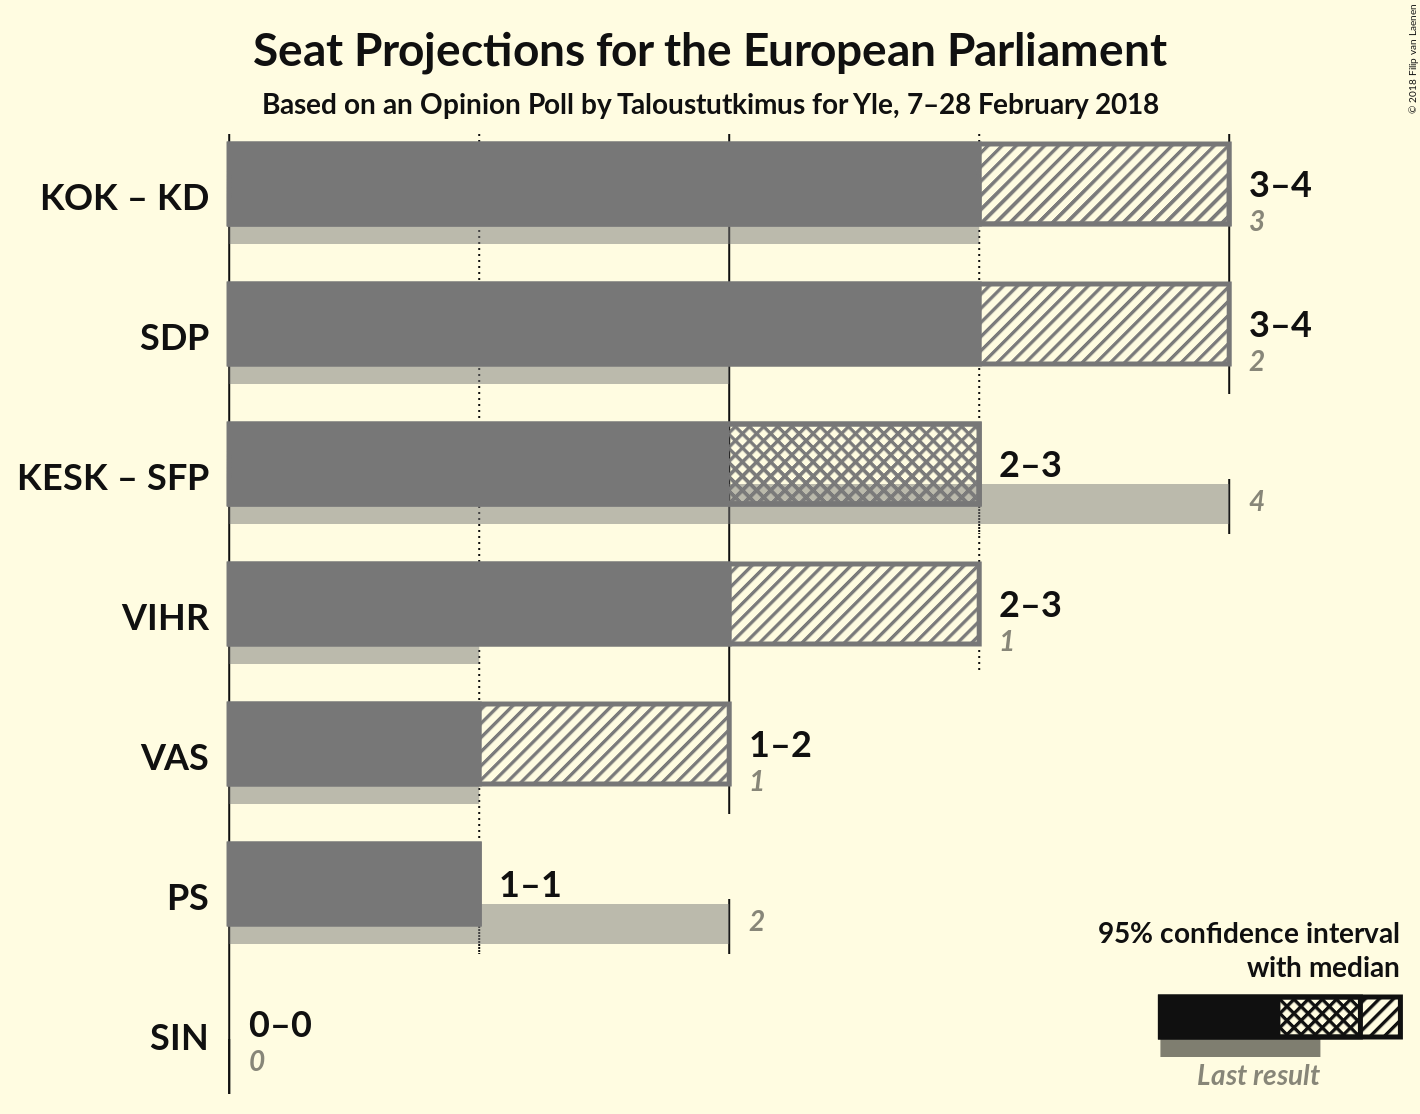 Seat Projections for the European Parliament
Based on an Opinion Poll by Taloustutkimus for Yle, 7–28 February 2018
© 2018 Filip van Laenen
KOK – KD
3–4
3
SDP
3–4
2
KESK – SFP
2–3
4
VIHR
2–3
1
VAS
1–2
1
PS
1–1
2
SIN
0–0
0
95% confidence interval
with median
Last result